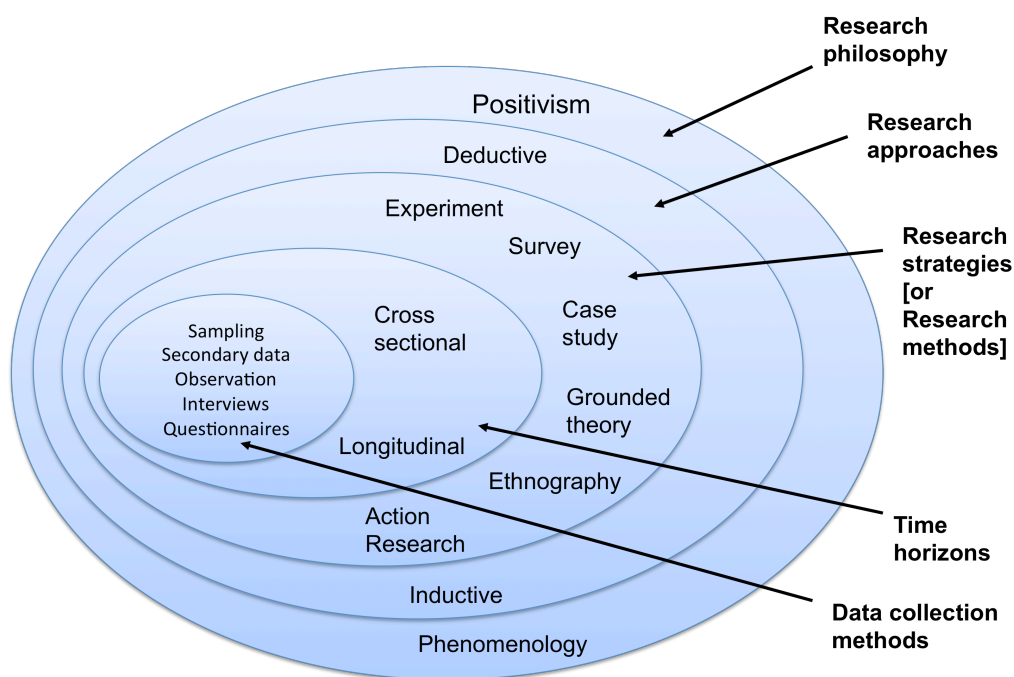 Research
philosophy
Positivism
Research
approaches
Deductive
Experiment
Survey
Research
strategies
[or
Research
methods]
Case
study
Cross
sectional
Sampling
Secondary data
Observation
Interviews
Questionnaires
Grounded
theory
Longitudinal
Ethnography
Action
Research
Time
horizons
Inductive
Data collection
methods
Phenomenology